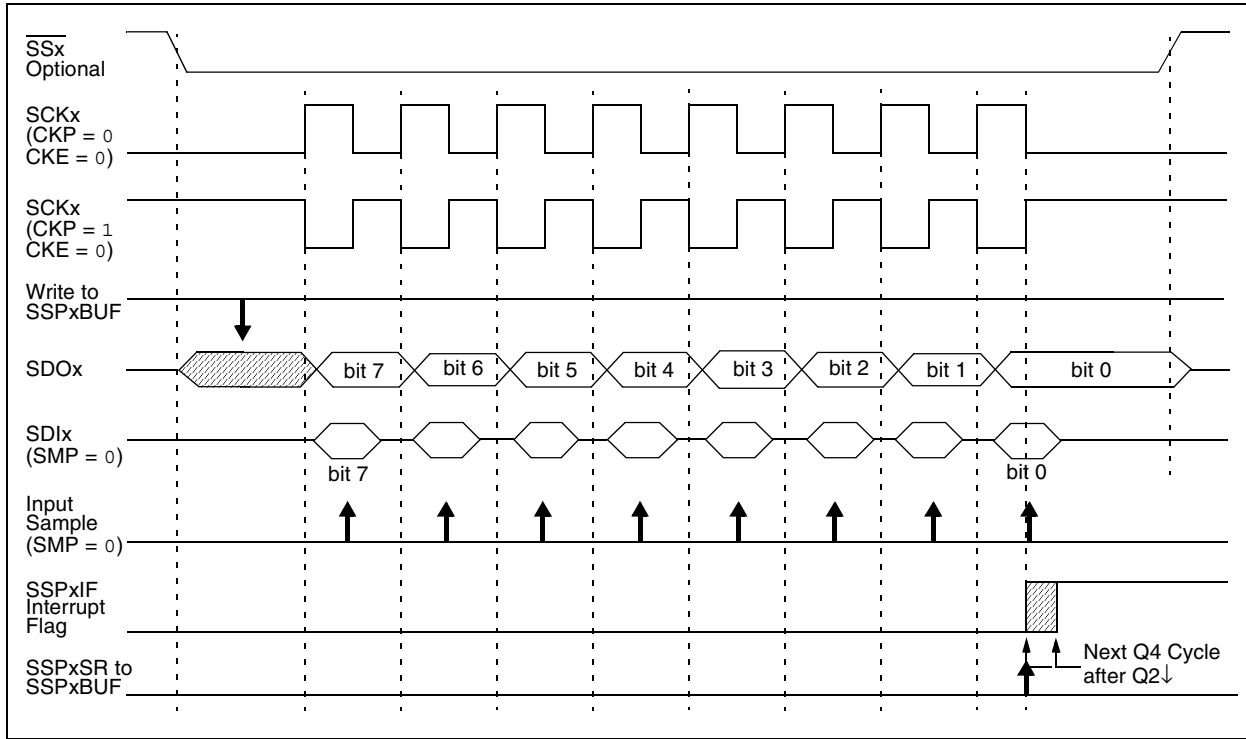 SSx
Optional
SCKx
(CKP = 0
CKE = 0)
SCKx
(CKP = 1
CKE = 0)
Write to
SSPxBUF
SDOx
bit 7
bit 6
bit 5
bit 4
bit 3
bit 2
bit 1
bit 0
SDIx
(SMP = 0)
bit 7
bit 0
Input
Sample
(SMP = 0)
SSPxIF
Interrupt
Flag
SSPxSR to
SSPxBUF
Next Q4 Cycle
after Q2↓